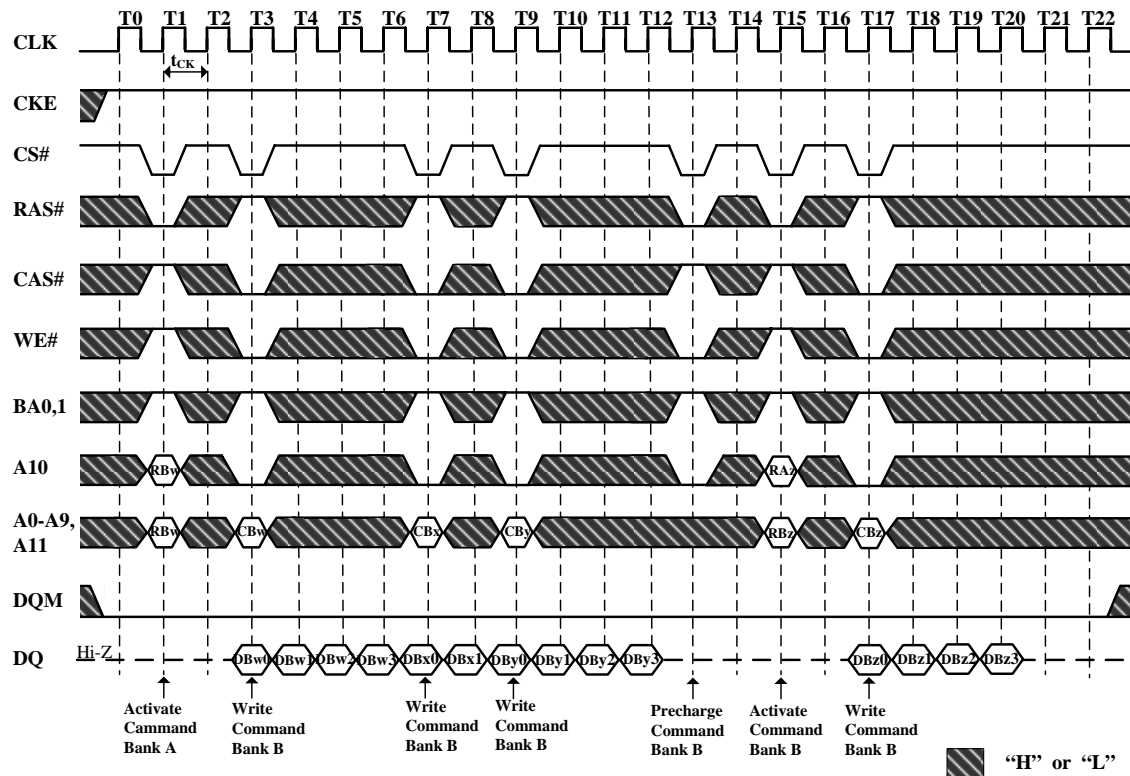 T0 T1 T2 T3 T4 T5 T6 T7 T8 T9 T10 T11 T12 T13 T14 T15 T16 T17 T18 T19 T20 T21 T22
CLK
tCK
CKE
CS#
RAS#
CAS#
WE#
BA0,1
A10 RBw RAz
A0-A9,
A11
RBw CBw CBx CBy RBz CBz
DQM
DQ Hi-Z DBw0 DBw1 DBw2 DBw3 DBx0 DBx1 DBy0 DBy1 DBy2 DBy3 DBz0 DBz1 DBz2 DBz3
Activate
Cammand
Bank A
Write
Command
Bank B
Write
Command
Bank B
Write
Command
Bank B
Precharge
Command
Bank B
Activate
Command
Bank B
Write
Command
Bank B
“H” or “L”